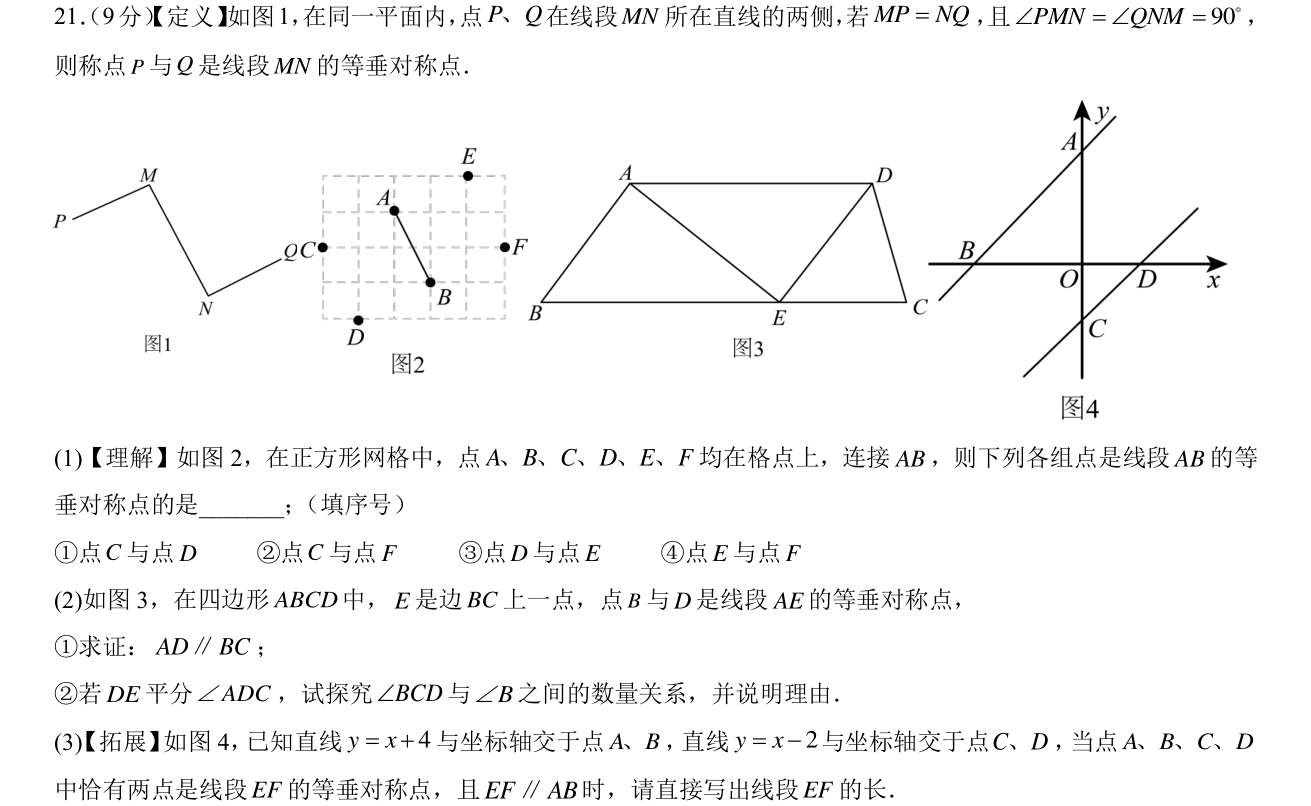 21.（9分）【定义】如图1，在同一平面内，点P、Q在线段MN所在直线的两侧，若MP=NQ，且∠PMN=∠QNM=90°，
则称点P与Q是线段MN的等垂对称点．
P
M
N
Q
图1
A
B
C
D
E
F
图2
A
D
B
E
C
图3
y
A
B
O
D
x
C
图4
(1)【理解】如图2，在正方形网格中，点A、B、C、D、E、F均在格点上，连接AB，则下列各组点是线段AB的等
垂对称点的是_______；（填序号）
①点C与点D ②点C与点F ③点D与点E ④点E与点F
(2)如图3，在四边形ABCD中，E是边BC上一点，点B与D是线段AE的等垂对称点，
①求证：AD∥BC；
②若DE平分∠ADC，试探究∠BCD与∠B之间的数量关系，并说明理由．
(3)【拓展】如图4，已知直线y=x+4与坐标轴交于点A、B，直线y=x−2与坐标轴交于点C、D，当点A、B、C、D
中恰有两点是线段EF的等垂对称点，且EF∥AB时，请直接写出线段EF的长．